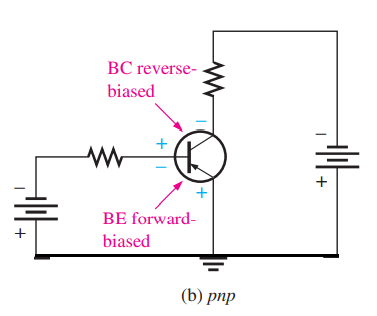 BC reverse-
biased
−
+
−
−
+
−
+
−
+
BE forward-
biased
(b) pnp